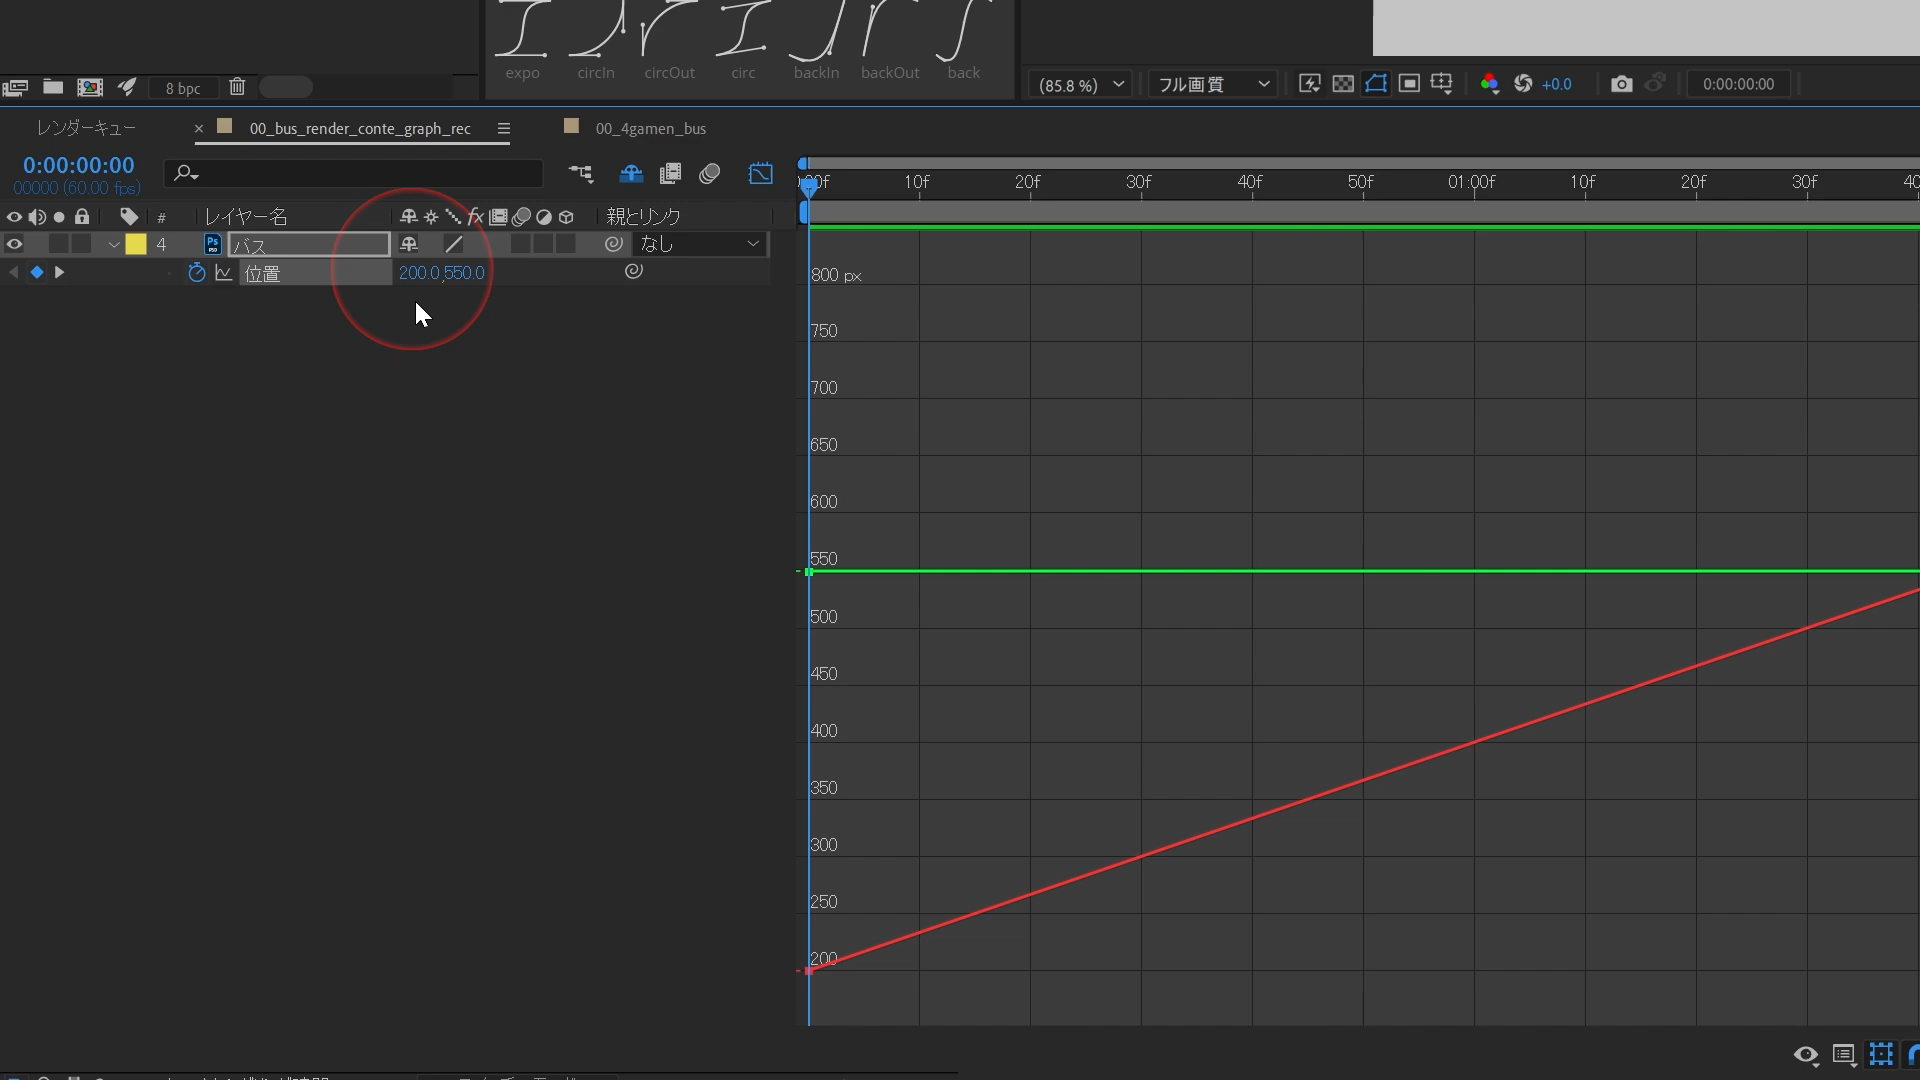 expo circIn circOut circ backIn backOut back
8 bpc
(85.8 %) フル画質 +0.0 0:00:00:00
レンダーキュー × 00_bus_render_conte_graph_rec 00_4gamen_bus
0:00:00:00
00000 (60.00 fps)
00f 10f 20f 30f 40f 50f 01:00f 10f 20f 30f 40
# レイヤー名 fx 親とリンク
4 Ps バス なし
位置 200.0,550.0
800 px
750
700
650
600
550
500
450
400
350
300
250
200